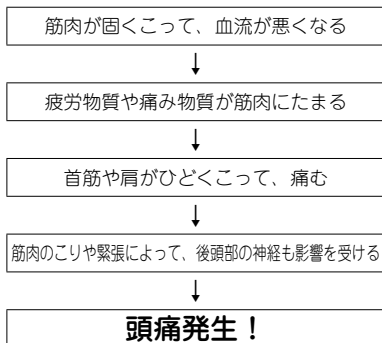 筋肉が固くこって、血流が悪くなる
↓
疲労物質や痛み物質が筋肉にたまる
↓
首筋や肩がひどくこって、痛む
↓
筋肉のこりや緊張によって、後頭部の神経も影響を受ける
↓
頭痛発生！